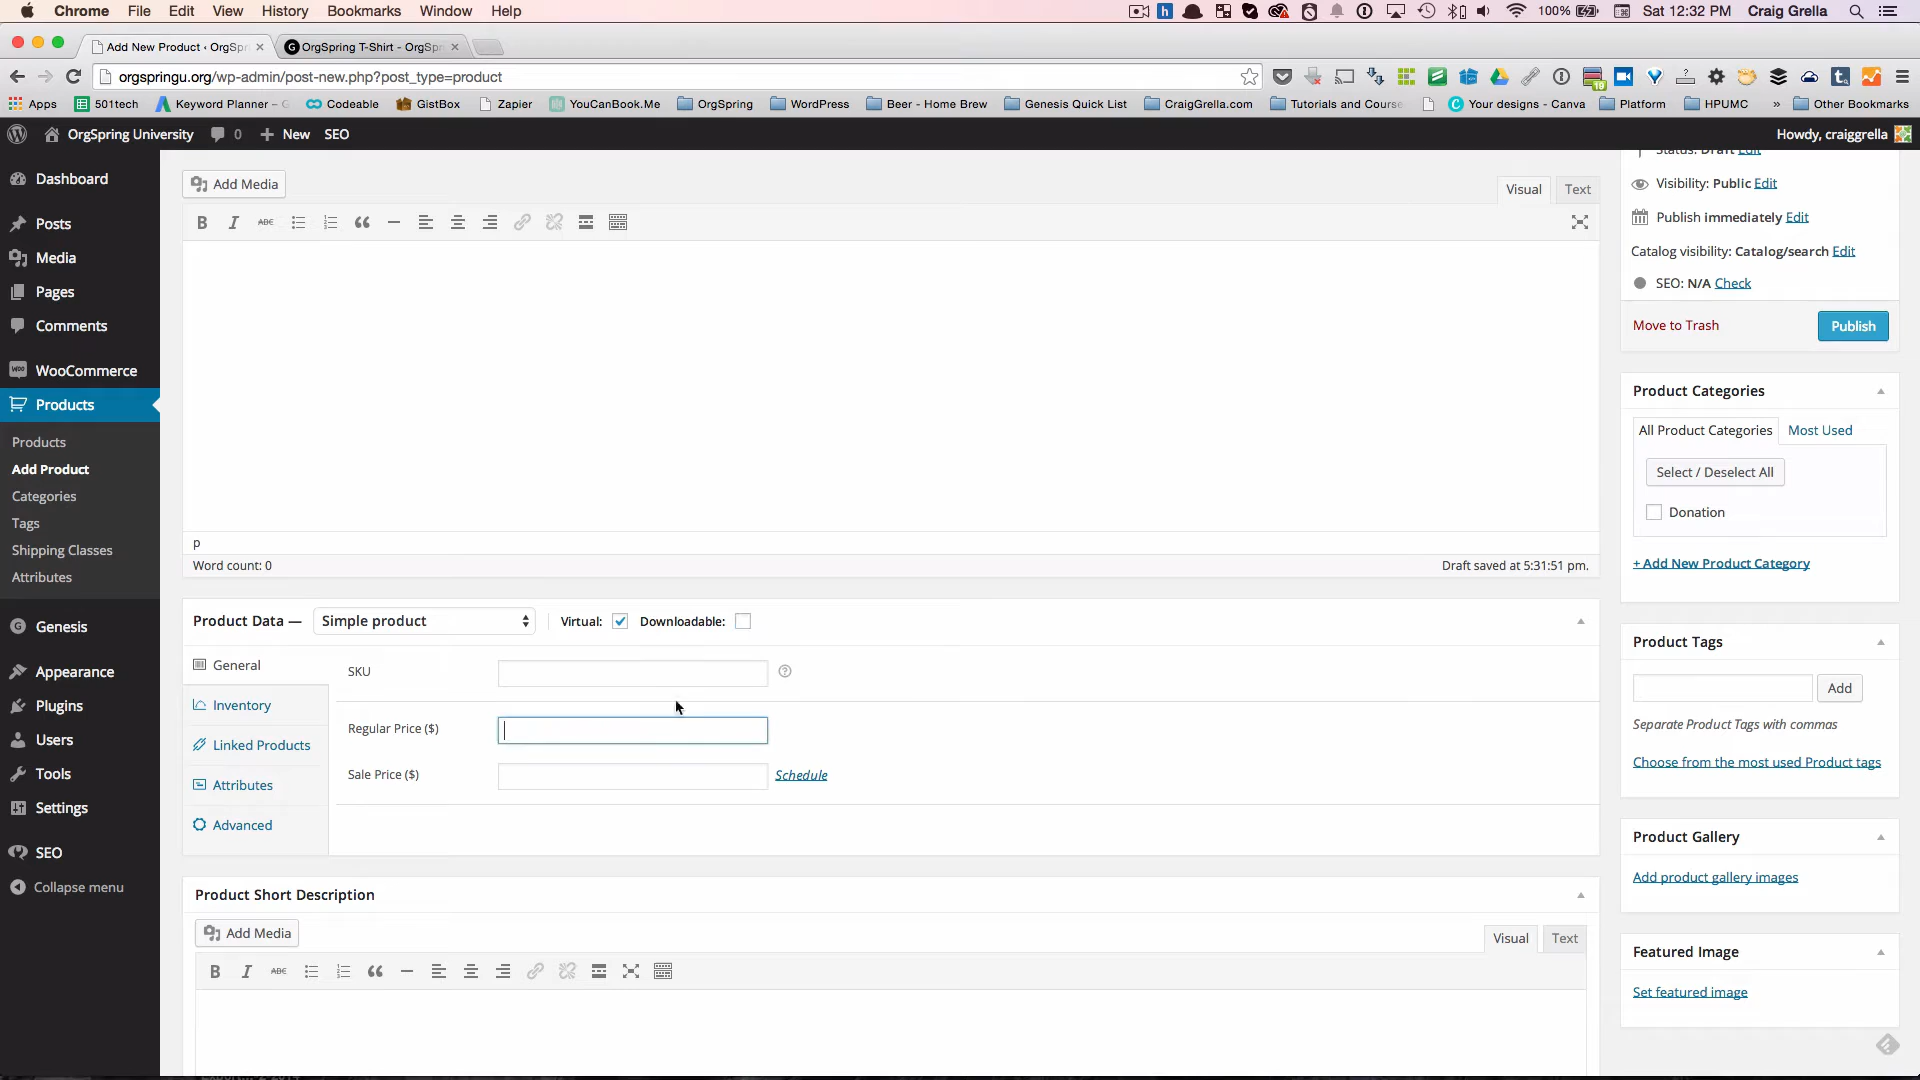 Chrome File Edit View History Bookmarks Window Help 100% Sat 12:32 PM Craig Grella
Add New Product ‹ OrgSpr OrgSpring T-Shirt - OrgSpr
orgspringu.org/wp-admin/post-new.php?post_type=product
Apps 501tech Keyword Planner – Codeable GistBox Zapier YouCanBook.Me OrgSpring WordPress Beer - Home Brew Genesis Quick List CraigGrella.com Tutorials and Course Your designs - Canva Platform HPUMC » Other Bookmarks
OrgSpring University 0 New SEO Howdy, craiggrella
Dashboard
Posts
Media
Pages
Comments
WooCommerce
Products
Products
Add Product
Categories
Tags
Shipping Classes
Attributes
Genesis
Appearance
Plugins
Users
Tools
Settings
SEO
Collapse menu
Add Media
Visual Text
B I ABC
p
Word count: 0 Draft saved at 5:31:51 pm.
Product Data — Simple product Virtual: Downloadable:
General
Inventory
Linked Products
Attributes
Advanced
SKU
Regular Price ($)
Sale Price ($) Schedule
Product Short Description
Add Media
Visual Text
B I ABC
Status: Draft Edit
Visibility: Public Edit
Publish immediately Edit
Catalog visibility: Catalog/search Edit
SEO: N/A Check
Move to Trash Publish
Product Categories
All Product Categories Most Used
Select / Deselect All
Donation
+ Add New Product Category
Product Tags
Add
Separate Product Tags with commas
Choose from the most used Product tags
Product Gallery
Add product gallery images
Featured Image
Set featured image